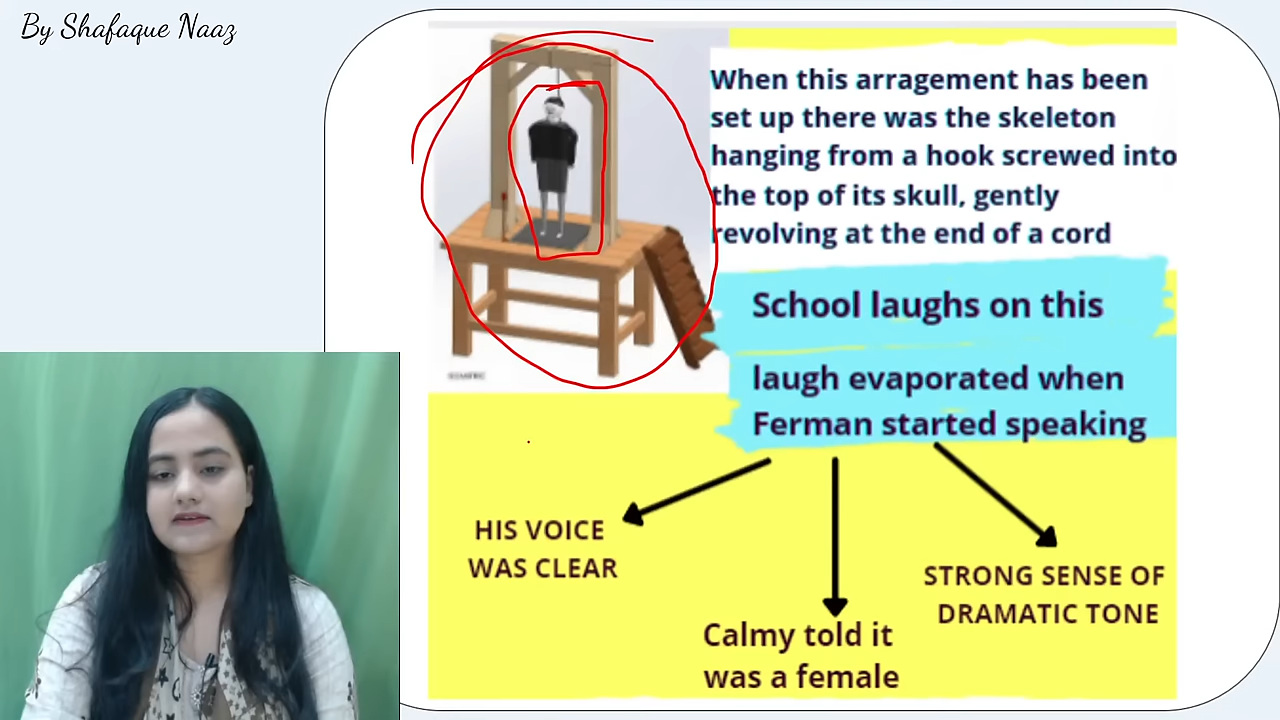 By Shafaque Naaz
When this arragement has been
set up there was the skeleton
hanging from a hook screwed into
the top of its skull, gently
revolving at the end of a cord
School laughs on this
laugh evaporated when
Ferman started speaking
HIS VOICE
WAS CLEAR
STRONG SENSE OF
DRAMATIC TONE
Calmy told it
was a female